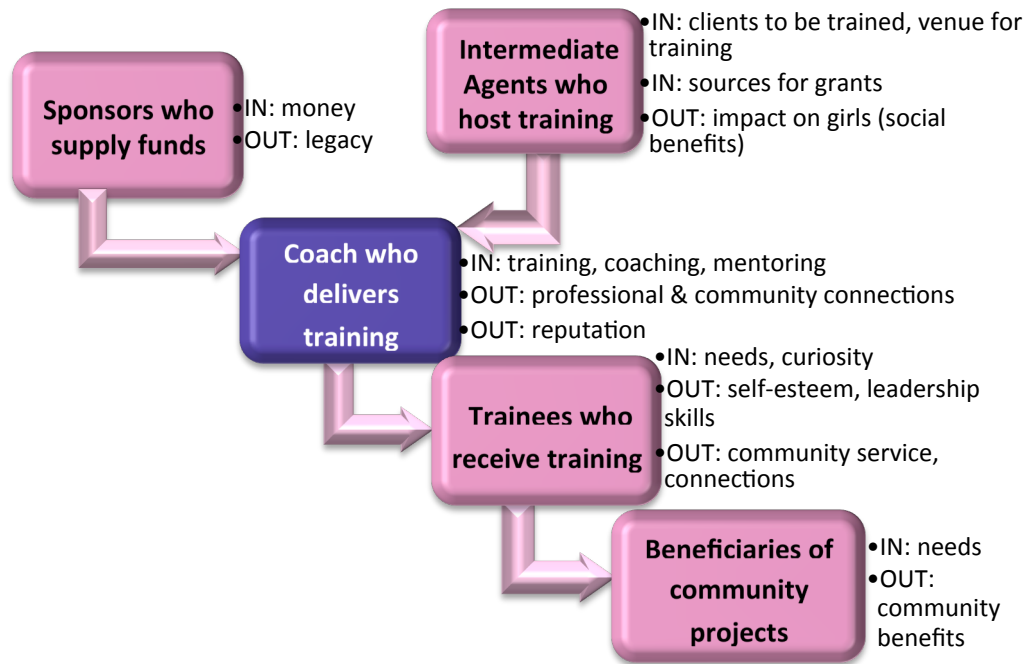 Sponsors who
supply funds
•IN: money
•OUT: legacy
Intermediate
Agents who
host training
•IN: clients to be trained, venue for
training
•IN: sources for grants
•OUT: impact on girls (social
benefits)
Coach who
delivers
training
•IN: training, coaching, mentoring
•OUT: professional & community connections
•OUT: reputation
Trainees who
receive training
•IN: needs, curiosity
•OUT: self-esteem, leadership
skills
•OUT: community service,
connections
Beneficiaries of
community
projects
•IN: needs
•OUT:
community
benefits